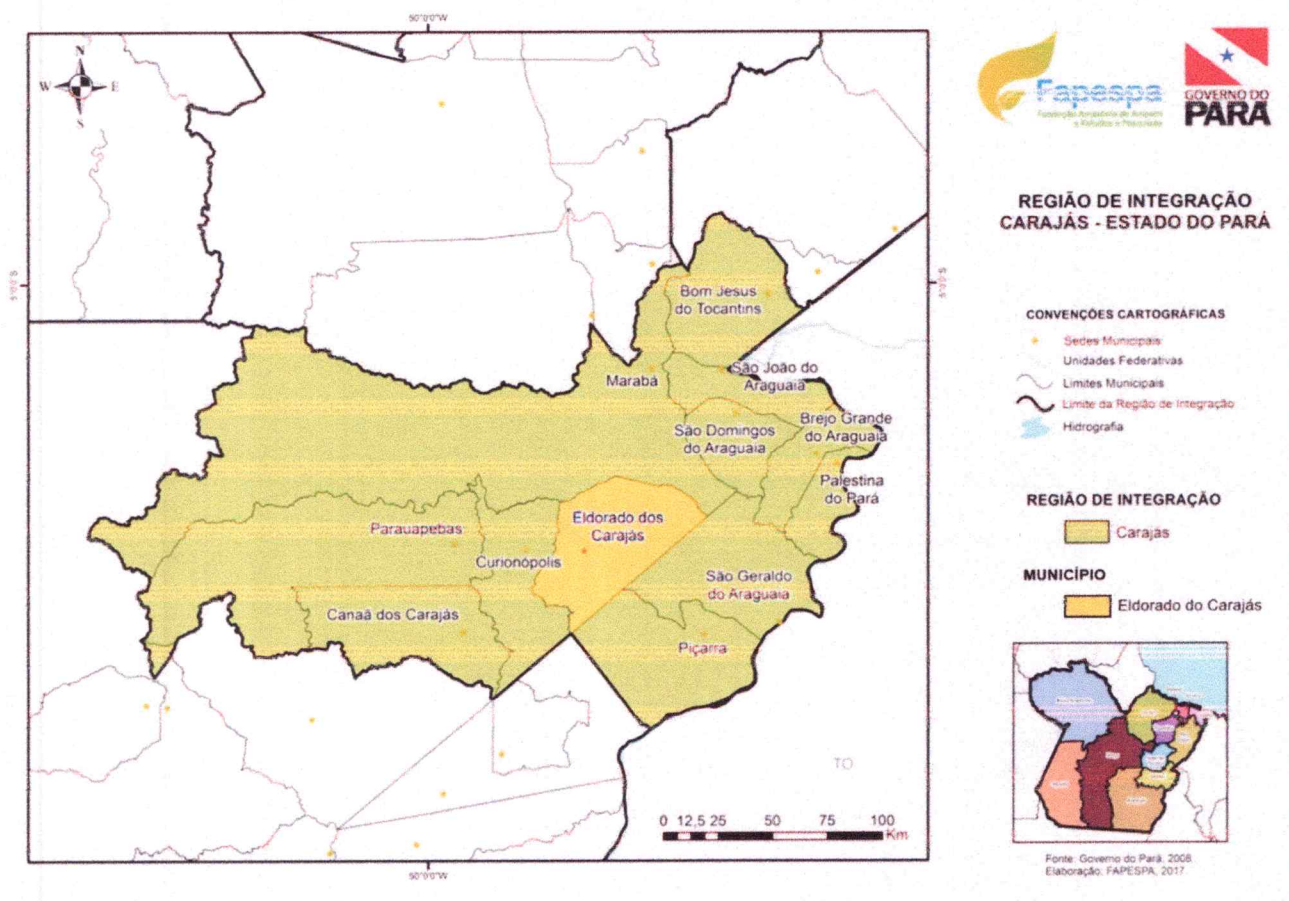 50°0'0"W
N
W E
S
5°0'0"S
5°0'0"S
Bom Jesus
do Tocantins
Marabá
São João do
Araguaia
São Domingos
do Araguaia
Brejo Grande
do Araguaia
Palestina
do Pará
Eldorado dos
Carajás
Parauapebas
Curionópolis
São Geraldo
do Araguaia
Canaã dos Carajás
Piçarra
TO
0 12,5 25 50 75 100
Km
50°0'0"W
Fapespa
GOVERNO DO
PARÁ
REGIÃO DE INTEGRAÇÃO
CARAJÁS - ESTADO DO PARÁ
CONVENÇÕES CARTOGRÁFICAS
Sedes Municipais
Unidades Federativas
Limites Municipais
Limite da Região de Integração
Hidrografia
REGIÃO DE INTEGRAÇÃO
Carajás
MUNICÍPIO
Eldorado do Carajás
Fonte: Governo do Pará, 2008.
Elaboração: FAPESPA, 2017.